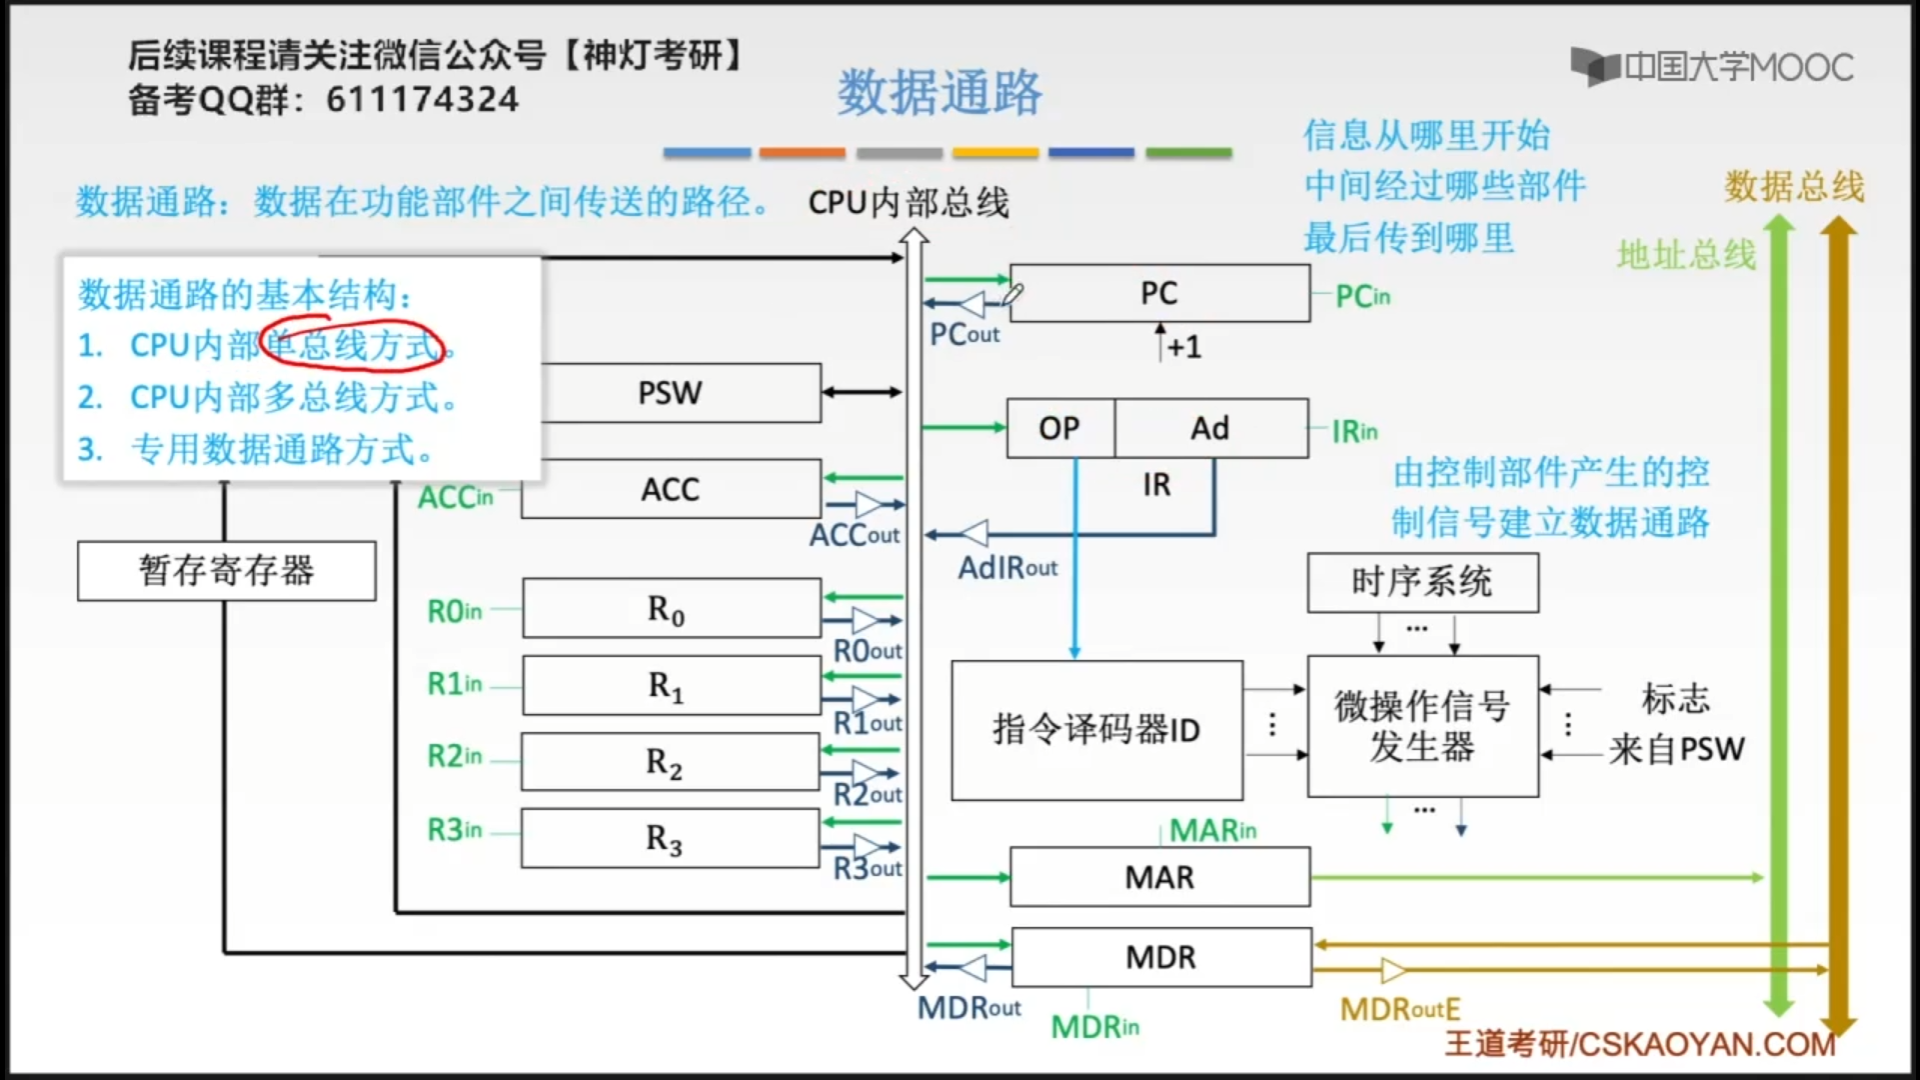 后续课程请关注微信公众号【神灯考研】
备考QQ群：611174324
中国大学MOOC
数据通路
信息从哪里开始
中间经过哪些部件
最后传到哪里
数据总线
地址总线
数据通路：数据在功能部件之间传送的路径。
CPU内部总线
数据通路的基本结构：
1. CPU内部单总线方式。
2. CPU内部多总线方式。
3. 专用数据通路方式。
PC
PCin
PCout
+1
PSW
OP
Ad
IRin
IR
ACCin
ACC
ACCout
AdIRout
由控制部件产生的控
制信号建立数据通路
暂存寄存器
时序系统
...
R0in
R0
R0out
R1in
R1
R1out
R2in
R2
R2out
R3in
R3
R3out
指令译码器ID
...
微操作信号
发生器
...
标志
来自PSW
...
MARin
MAR
MDR
MDRout
MDRin
MDRoutE
王道考研/CSKAOYAN.COM